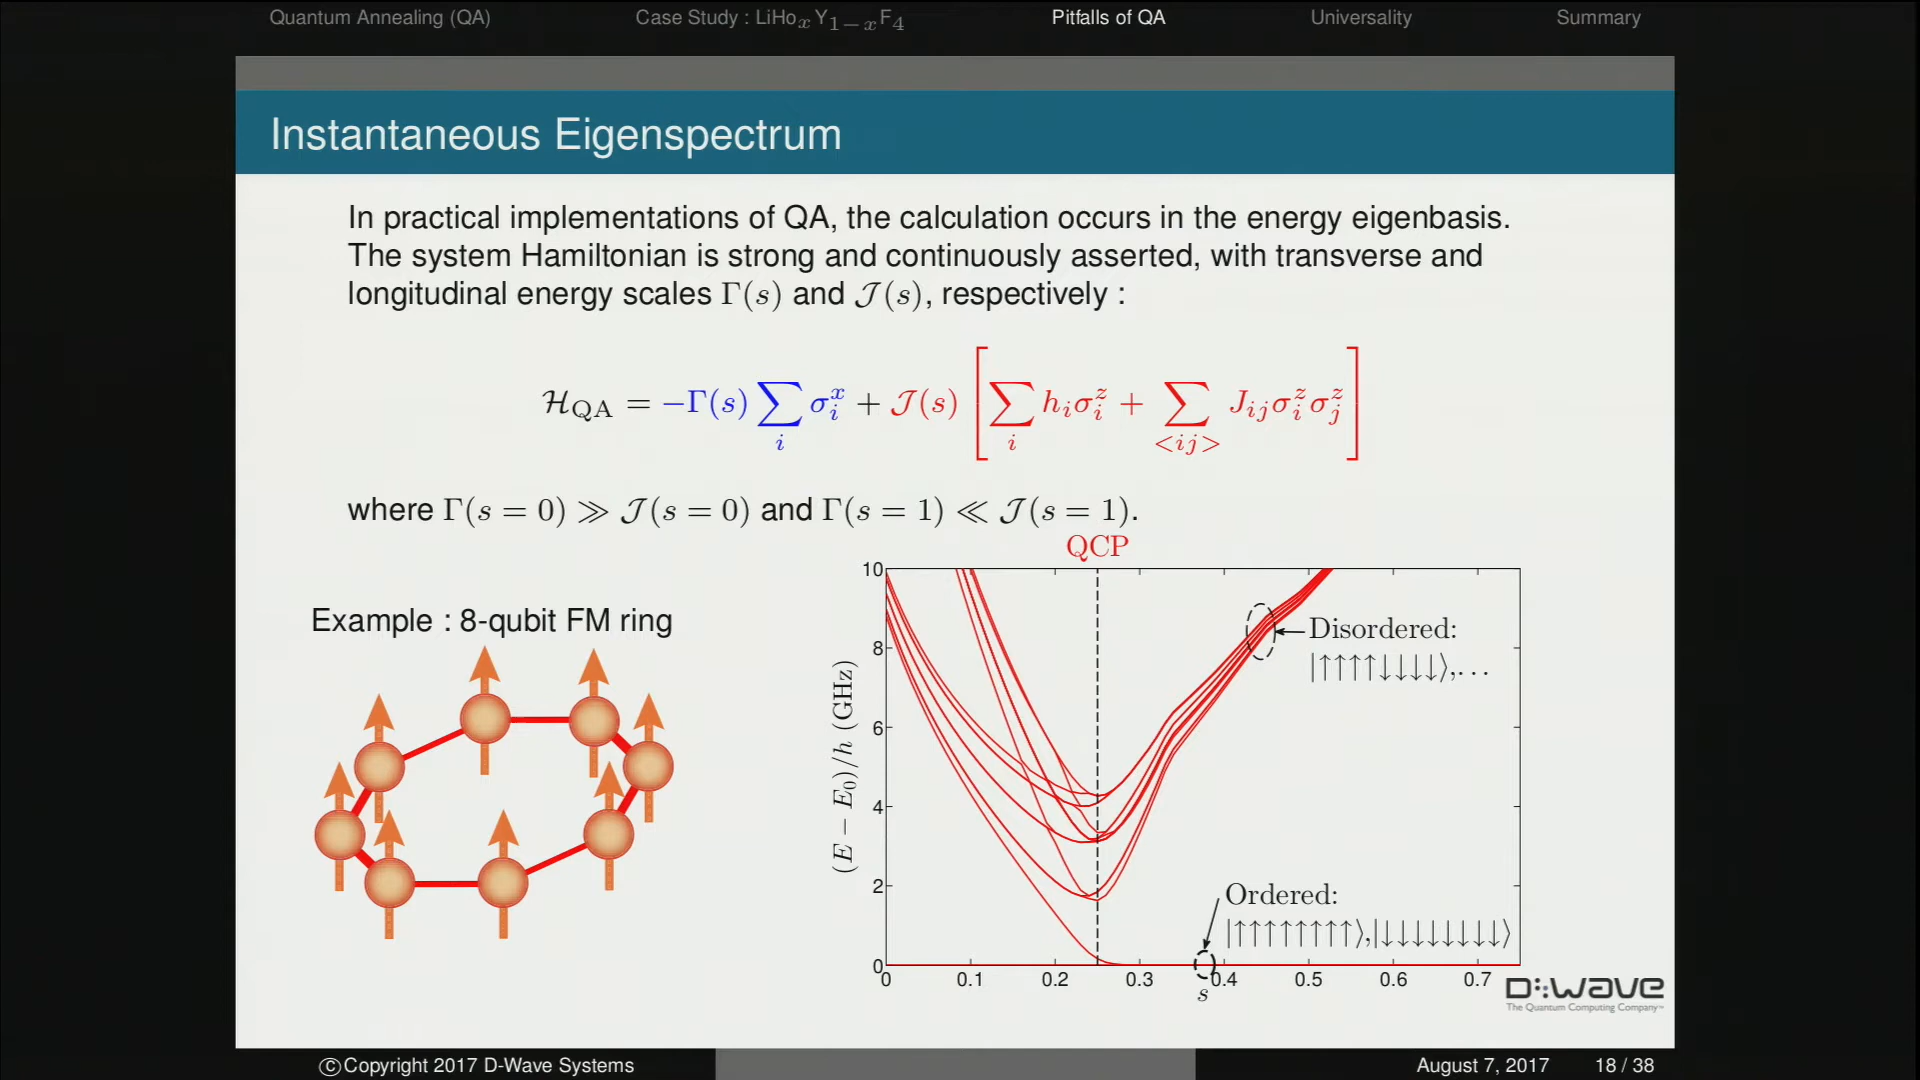 Quantum Annealing (QA) Case Study : LiHoₓY₁₋ₓF₄ Pitfalls of QA Universality Summary
Instantaneous Eigenspectrum
In practical implementations of QA, the calculation occurs in the energy eigenbasis.
The system Hamiltonian is strong and continuously asserted, with transverse and
longitudinal energy scales Γ(s) and 𝒥(s), respectively :
ℋ_QA = −Γ(s) ∑_i σ_i^x + 𝒥(s) [ ∑_i h_i σ_i^z + ∑_<ij> J_ij σ_i^z σ_j^z ]
where Γ(s = 0) ≫ 𝒥(s = 0) and Γ(s = 1) ≪ 𝒥(s = 1).
Example : 8-qubit FM ring
QCP
(E − E₀)/h (GHz)
10
8
6
4
2
0
Disordered:
|↑↑↑↑↓↓↓↓⟩,...
Ordered:
|↑↑↑↑↑↑↑↑⟩,|↓↓↓↓↓↓↓↓⟩
0 0.1 0.2 0.3 0.4 0.5 0.6 0.7
s
D:wave
The Quantum Computing Company™
©Copyright 2017 D-Wave Systems August 7, 2017 18 / 38